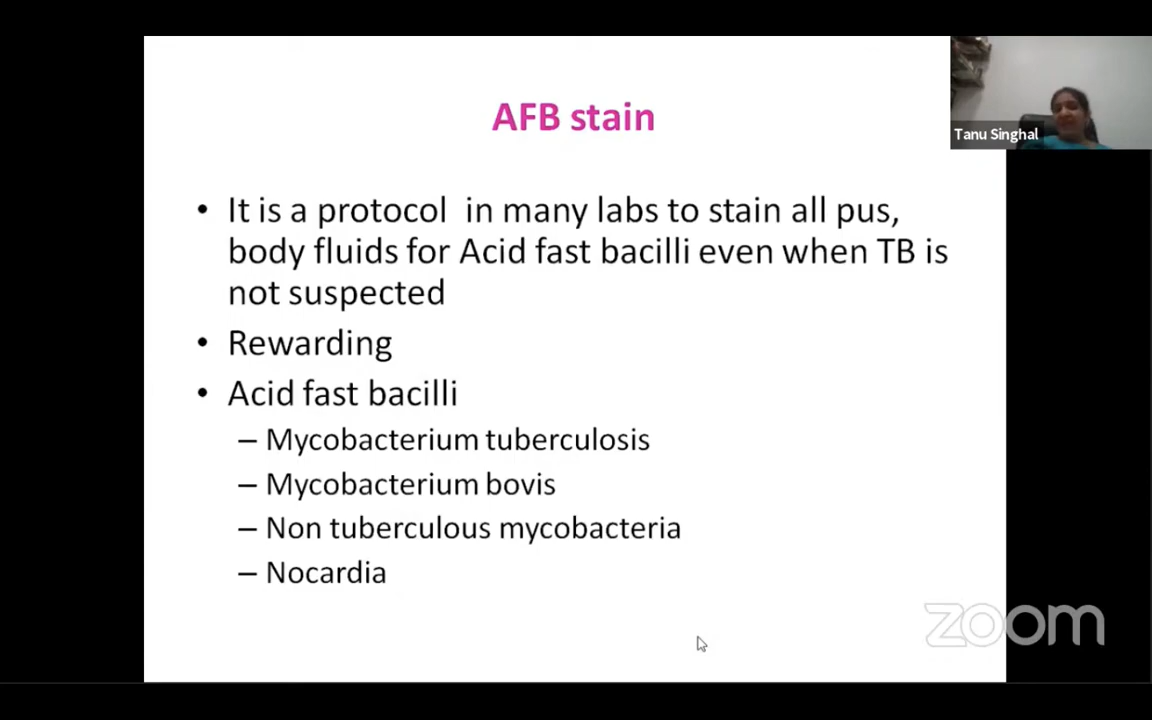 AFB stain
Tanu Singhal
• It is a protocol in many labs to stain all pus,
body fluids for Acid fast bacilli even when TB is
not suspected
• Rewarding
• Acid fast bacilli
– Mycobacterium tuberculosis
– Mycobacterium bovis
– Non tuberculous mycobacteria
– Nocardia
zoom